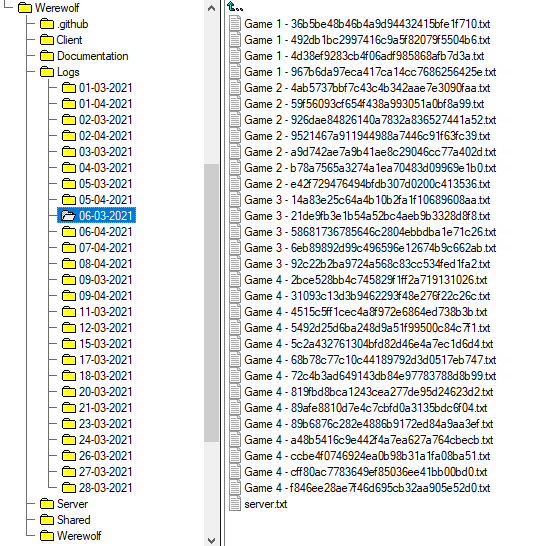 Werewolf
.github
Client
Documentation
Logs
01-03-2021
01-04-2021
02-03-2021
02-04-2021
03-03-2021
04-03-2021
05-03-2021
05-04-2021
06-03-2021
06-04-2021
07-04-2021
08-04-2021
09-03-2021
09-04-2021
11-03-2021
12-03-2021
15-03-2021
17-03-2021
18-03-2021
20-03-2021
21-03-2021
23-03-2021
24-03-2021
26-03-2021
27-03-2021
28-03-2021
Server
Shared
Werewolf
...
Game 1 - 36b5be48b46b4a9d94432415bfe1f710.txt
Game 1 - 492db1bc2997416c9a5f82079f5504b6.txt
Game 1 - 4d38ef9283cb4f06adf985868afb7d3a.txt
Game 1 - 967b6da97eca417ca14cc7686256425e.txt
Game 2 - 4ab5737bbf7c43c4b342aae7e3090faa.txt
Game 2 - 59f56093cf654f438a993051a0bf8a99.txt
Game 2 - 926dae84826140a7832a836527441a52.txt
Game 2 - 9521467a911944988a7446c91f63fc39.txt
Game 2 - a9d742ae7a9b41ae8c29046cc77a402d.txt
Game 2 - b78a7565a3274a1ea70483d09969e1b0.txt
Game 2 - e42f729476494bfdb307d0200c413536.txt
Game 3 - 14a83e25c64a4b10b2fa1f10689608aa.txt
Game 3 - 21de9fb3e1b54a52bc4aeb9b3328d8f8.txt
Game 3 - 58681736785646c2804ebbdba1e71c26.txt
Game 3 - 6eb89892d99c496596e12674b9c662ab.txt
Game 3 - 92c22b2ba9724a568c83cc534fed1fa2.txt
Game 4 - 2bce528bb4c745829f1ff2a719131026.txt
Game 4 - 31093c13d3b9462293f48e276f22c26c.txt
Game 4 - 4515c5ff1cec4a8f972e6864ed738b3b.txt
Game 4 - 5492d25d6ba248d9a51f99500c84c7f1.txt
Game 4 - 5c2a432761304bfd82d46e4a7ec1d6d4.txt
Game 4 - 68b78c77c10c44189792d3d0517eb747.txt
Game 4 - 72c4b3ad649143db84e97783788d8b99.txt
Game 4 - 819fbd8bca1243cea277de95d24623d2.txt
Game 4 - 89afe8810d7e4c7cbfd0a3135bdc6f04.txt
Game 4 - 89b6876c282e4886b9172ed84a9aa3ef.txt
Game 4 - a48b5416c9e442f4a7ea627a764cbecb.txt
Game 4 - ccbe4f0746924ea0b98b31a1fa08ba51.txt
Game 4 - cff80ac7783649ef85036ee41bb00bd0.txt
Game 4 - f846ee28ae7f46d695cb32aa905e52d0.txt
server.txt